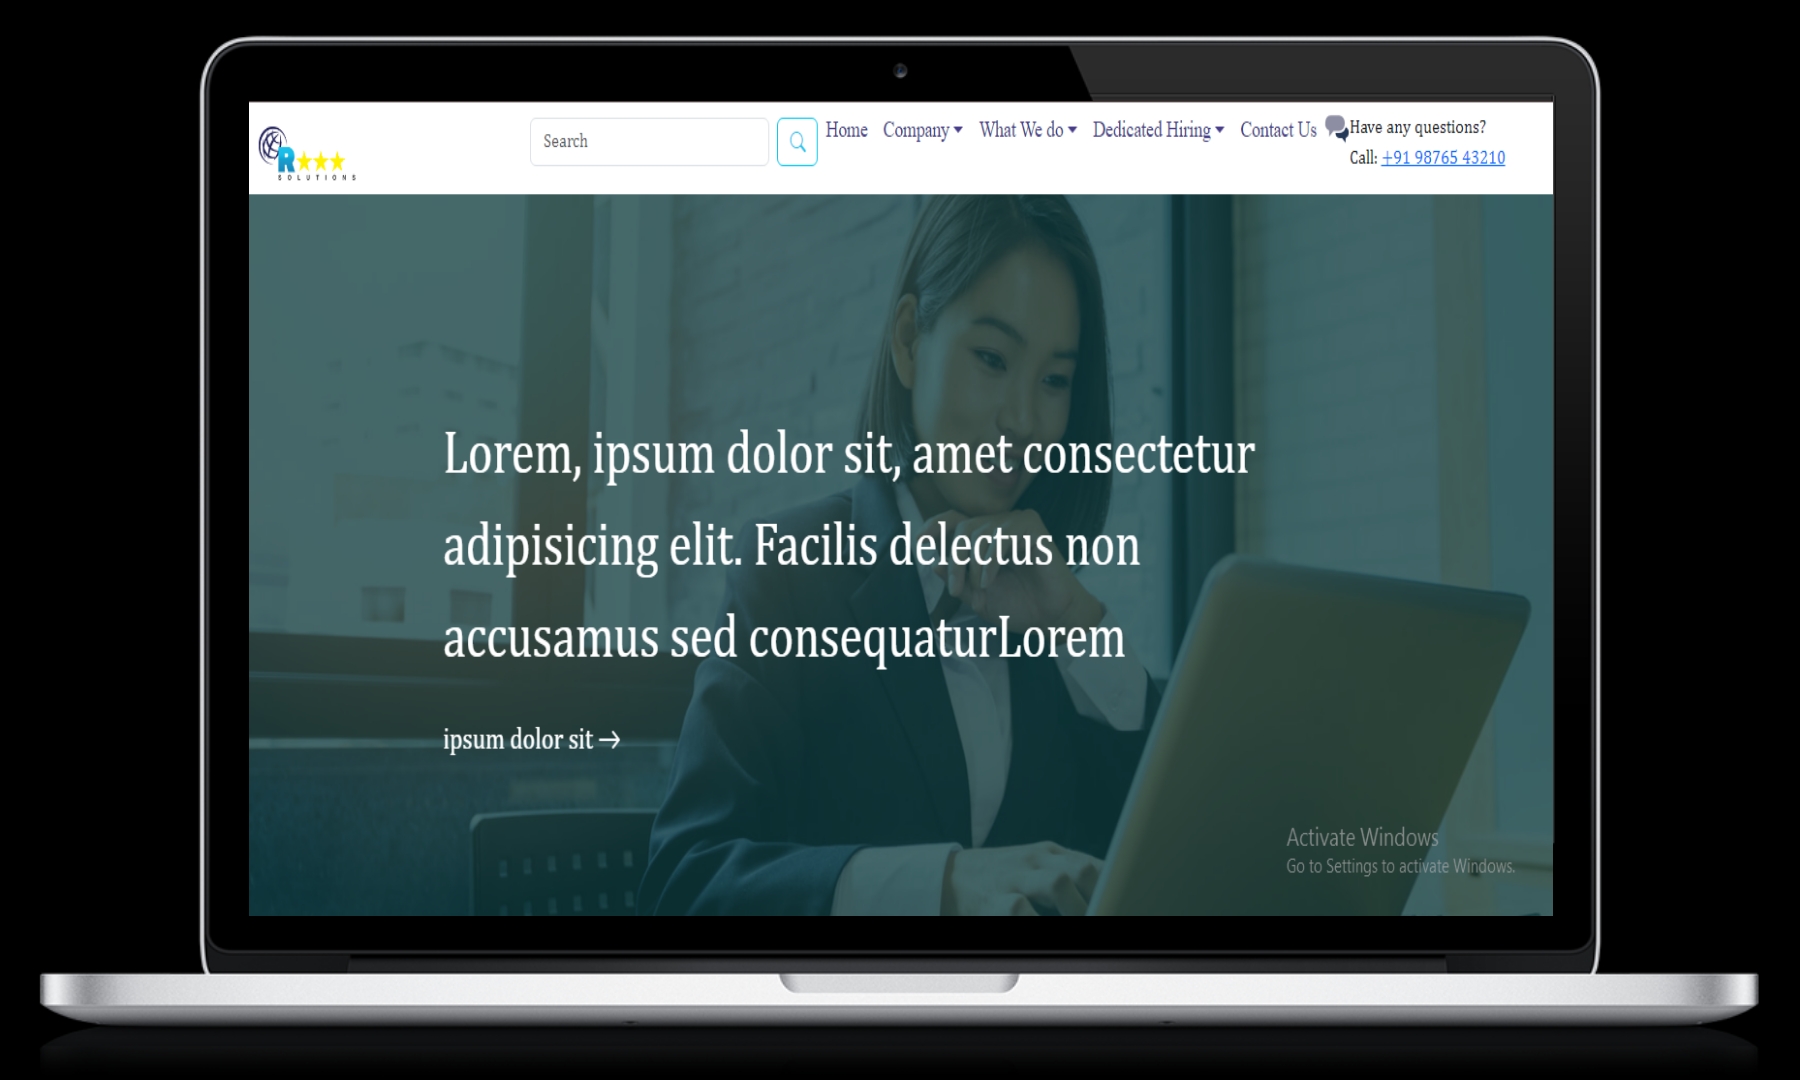 R★★★
SOLUTIONS
Search
Home Company What We do Dedicated Hiring Contact Us
Have any questions?
Call: +91 98765 43210
Lorem, ipsum dolor sit, amet consectetur
adipisicing elit. Facilis delectus non
accusamus sed consequaturLorem
ipsum dolor sit →
Activate Windows
Go to Settings to activate Windows.